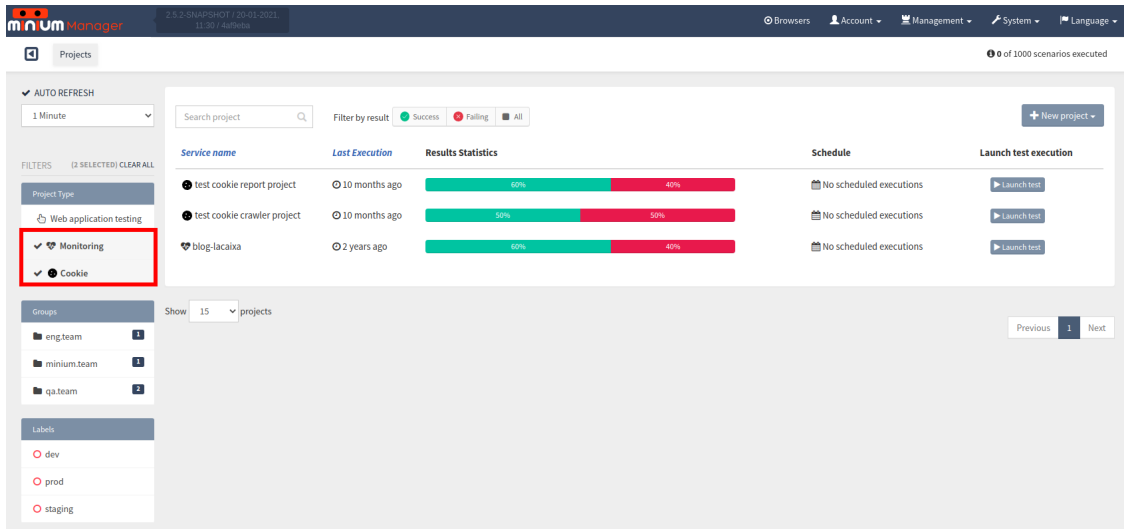 minium Manager
2.5.2-SNAPSHOT / 20-01-2021,
11:30 / 4af9eba
Browsers Account Management System Language
Projects
0 of 1000 scenarios executed
AUTO REFRESH
1 Minute
Search project
Filter by result Success Failing All
New project
FILTERS (2 SELECTED) CLEAR ALL
Service name Last Execution Results Statistics Schedule Launch test execution
Project Type
Web application testing
Monitoring
Cookie
test cookie report project 10 months ago 60% 40% No scheduled executions Launch test
test cookie crawler project 10 months ago 50% 50% No scheduled executions Launch test
blog-lacaixa 2 years ago 60% 40% No scheduled executions Launch test
Groups
eng.team 1
minium.team 1
qa.team 2
Show 15 projects
Previous 1 Next
Labels
dev
prod
staging